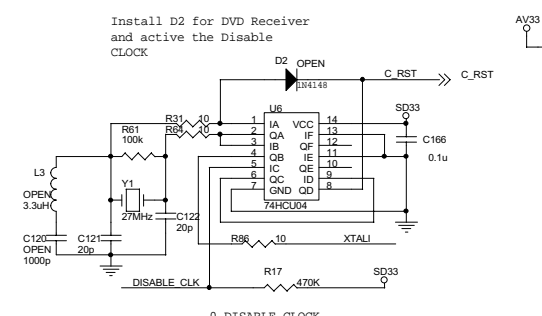 Install D2 for DVD Receiver
and active the Disable
CLOCK
AV33
D2 OPEN
1N4148
C_RST
C_RST
U6
SD33
R31 10
R64 10
R61
100k
1 IA VCC 14
2 QA IF 13
3 IB QF 12
4 QB IE 11
5 IC QE 10
6 QC ID 9
7 GND QD 8
74HCU04
C166
0.1u
L3
OPEN
3.3uH
Y1
27MHz
C122
20p
C120
OPEN
1000p
C121
20p
R86 10 XTALI
R17
470K
SD33
DISABLE_CLK
0 DISABLE CLOCK